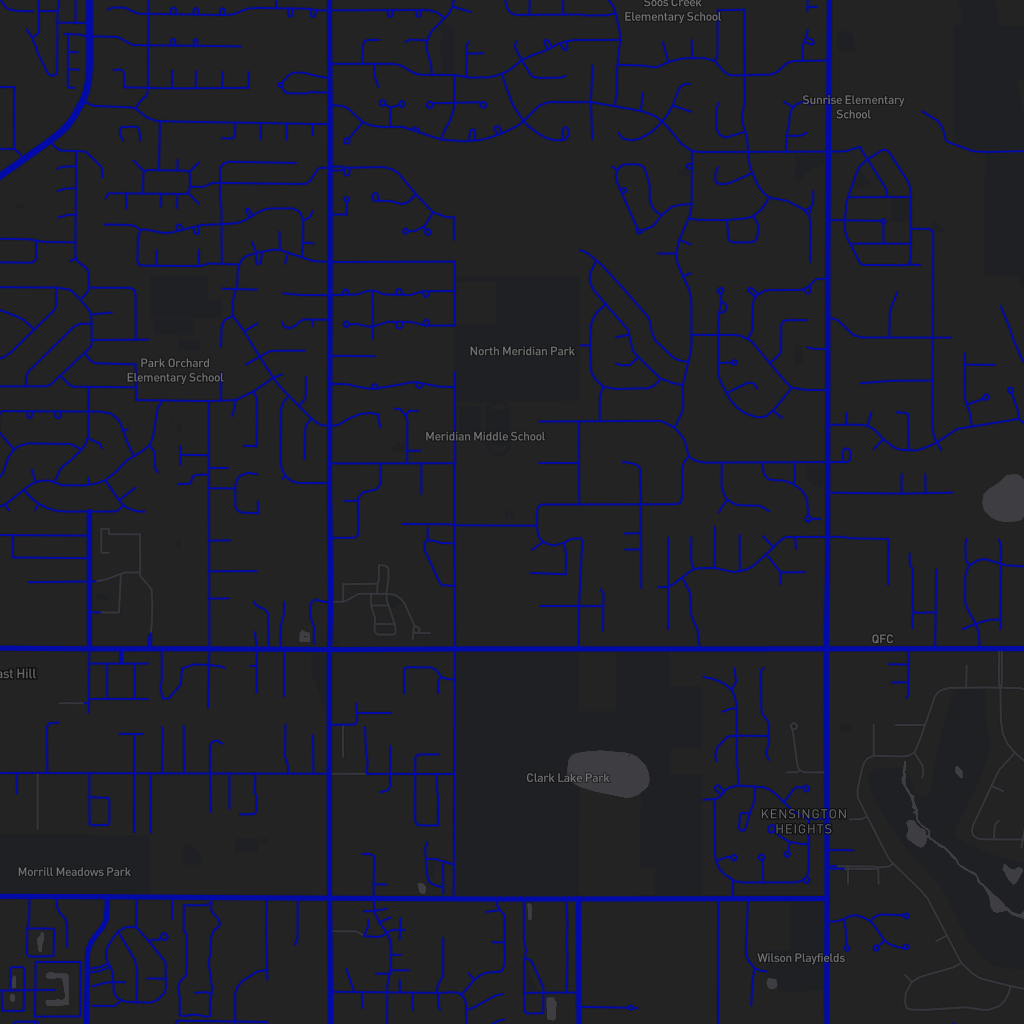 Soos Creek
Elementary School
Sunrise Elementary
School
North Meridian Park
Park Orchard
Elementary School
Meridian Middle School
QFC
ast Hill
Clark Lake Park
KENSINGTON
HEIGHTS
Morrill Meadows Park
Wilson Playfields